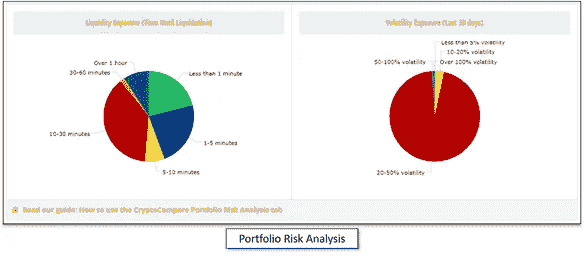 Liquidity Exposure (Time Until Liquidation)
Volatility Exposure (Last 30 days)
Over 1 hour
30-60 minutes
Less than 1 minute
10-30 minutes
1-5 minutes
5-10 minutes
Less than 5% volatility
10-20% volatility
50-100% volatility
Over 100% volatility
20-50% volatility
Read our guide: How to use the CryptoCompare Portfolio Risk Analysis tab
Portfolio Risk Analysis